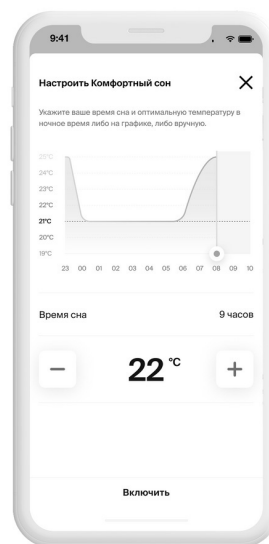 9:41
Настроить Комфортный сон
Укажите ваше время сна и оптимальную температуру в
ночное время либо на графике, либо вручную.
25°C
24°C
23°C
22°C
21°C
20°C
19°C
23 00 01 02 03 04 05 06 07 08 09 10
Время сна 9 часов
− 22 °C +
Включить